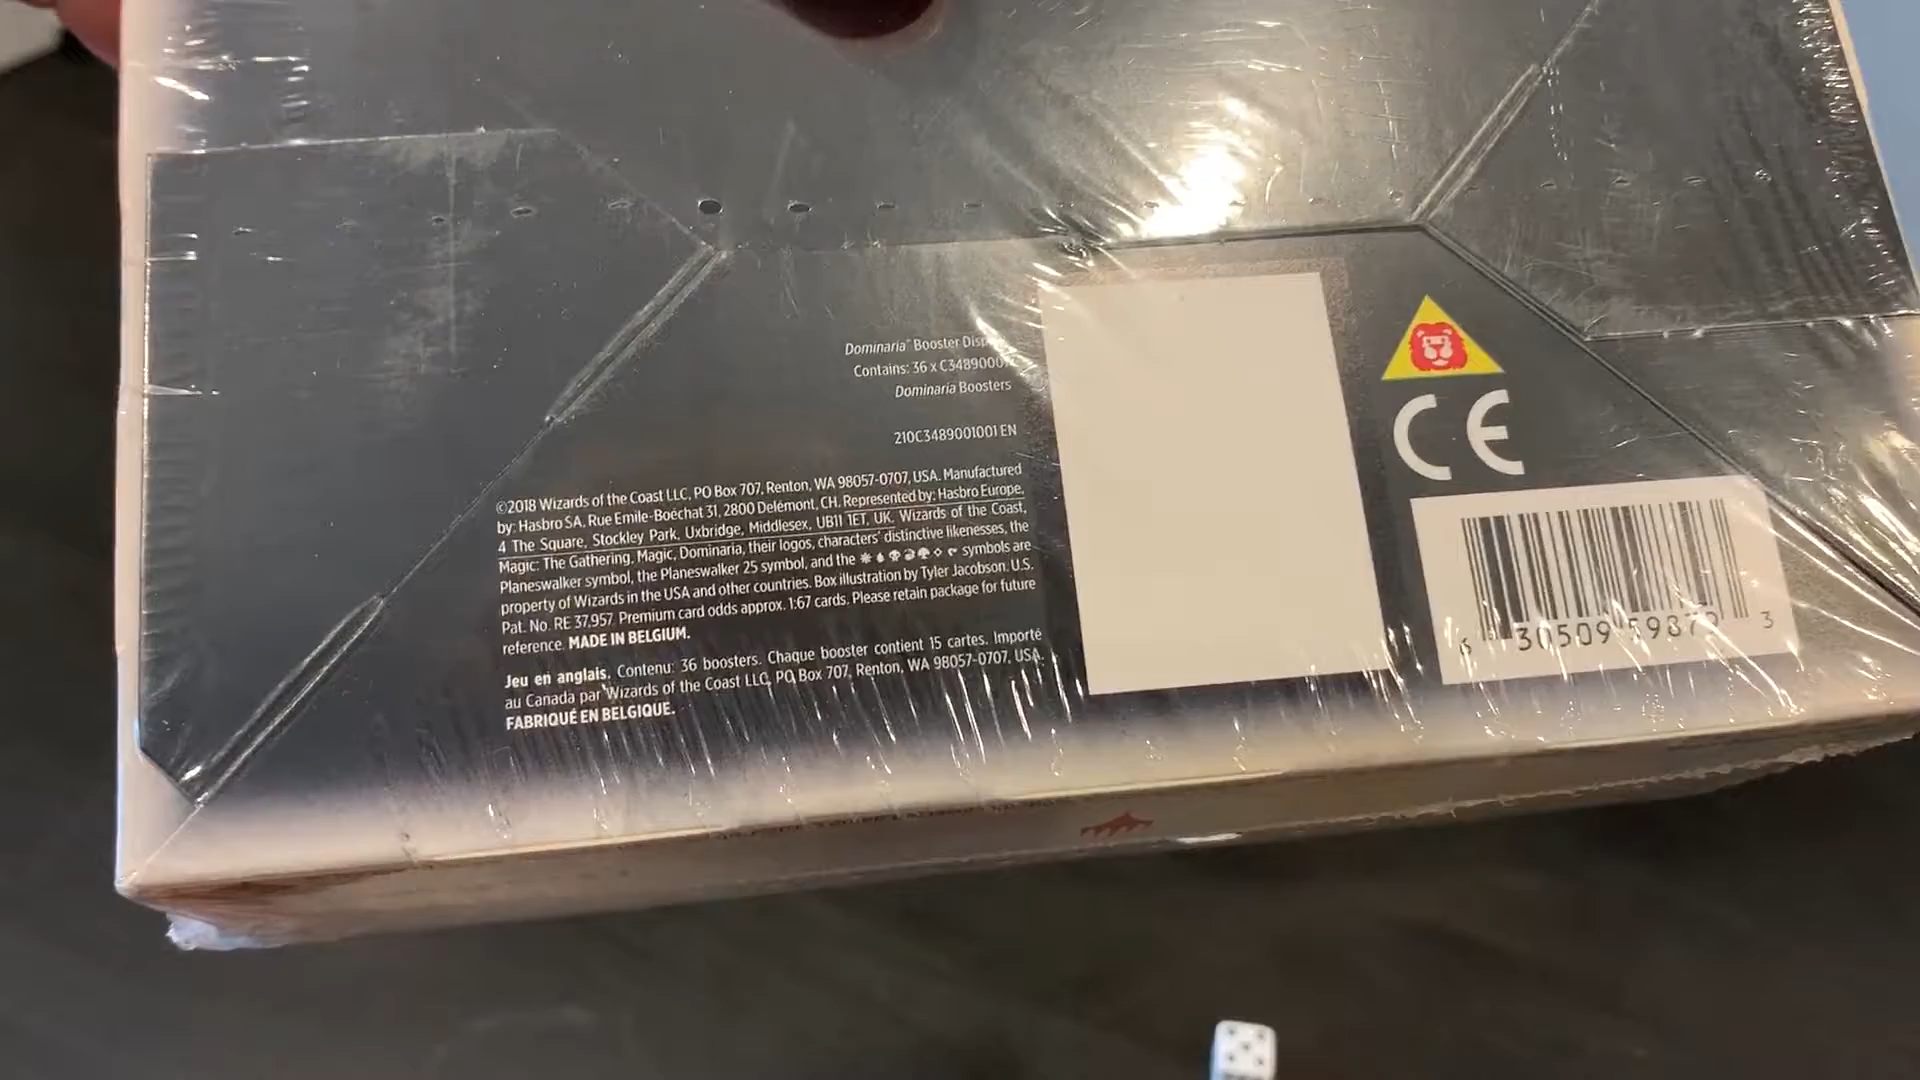 Dominaria™ Booster
Contains: 36 x
Dominaria Boosters
210C3489001001 EN
©2018 Wizards of the Coast LLC, PO Box 707, Renton, WA 98057-0707, USA. Manufactured
by: Hasbro SA, Rue Emile-Boéchat 31, 2800 Delémont, CH. Represented by: Hasbro Europe,
4 The Square, Stockley Park, Uxbridge, Middlesex, UB11 1ET, UK. Wizards of the Coast,
Magic: The Gathering, Magic, Dominaria, their logos, characters' distinctive likenesses, the
Planeswalker symbol, the Planeswalker 25 symbol, and the symbols are
property of Wizards in the USA and other countries. Box illustration by Tyler Jacobson. U.S.
Pat. No. RE 37,957. Premium card odds approx. 1:67 cards. Please retain package for future
reference. MADE IN BELGIUM.
Jeu en anglais. Contenu: 36 boosters. Chaque booster contient 15 cartes. Importé
au Canada par Wizards of the Coast LLC, PO Box 707, Renton, WA 98057-0707, USA.
FABRIQUÉ EN BELGIQUE.
CE
6 30509 3